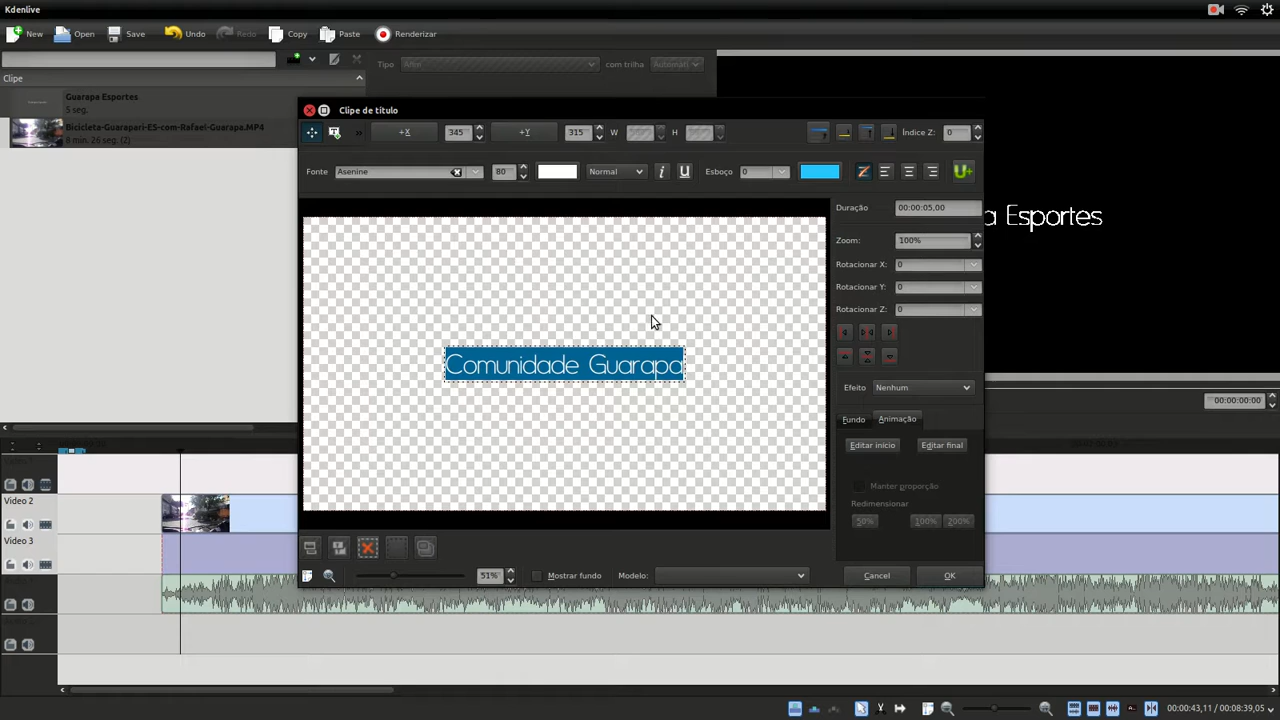 Kdenlive
New Open Save Undo Redo Copy Paste Renderizar
Tipo com trilha
Clipe
Guarapa Esportes
5 seg.
Bicicleta-Guarapari-ES-com-Rafael-Guarapa.MP4
8 min. 26 seg. (2)
Clipe de título
+X 345 +Y 315 W H Índice Z: 0
Fonte Asenine 80 Normal i U Esboço 0 U+
Duração 00:00:05,00
a Esportes
Zoom: 100%
Rotacionar X: 0
Rotacionar Y: 0
Rotacionar Z: 0
Comunidade Guarapa
Efeito Nenhum
00:00:00:00
Fundo Animação
Editar início Editar final
Manter proporção
Redimensionar
50% 100% 200%
Video 2
Video 3
51% Mostrar fundo Modelo: Cancel OK
00:00:43,11 / 00:08:39,05